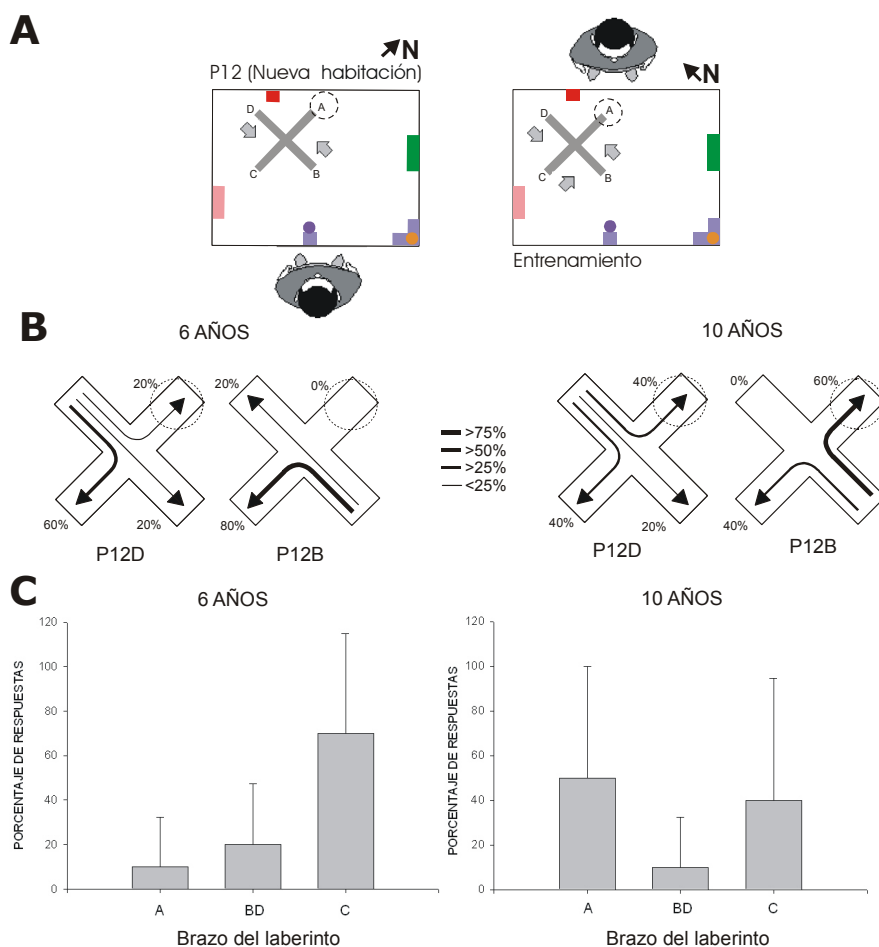 A
N
P12 (Nueva habitación)
D
A
C
B
N
D
A
C
B
Entrenamiento
B
6 AÑOS
10 AÑOS
20%
60%
20%
P12D
20%
0%
80%
P12B
>75%
>50%
>25%
<25%
40%
40%
20%
P12D
0%
60%
40%
P12B
C
6 AÑOS
PORCENTAJE DE RESPUESTAS
120
100
80
60
40
20
0
A
BD
C
Brazo del laberinto
10 AÑOS
PORCENTAJE DE RESPUESTAS
120
100
80
60
40
20
0
A
BD
C
Brazo del laberinto